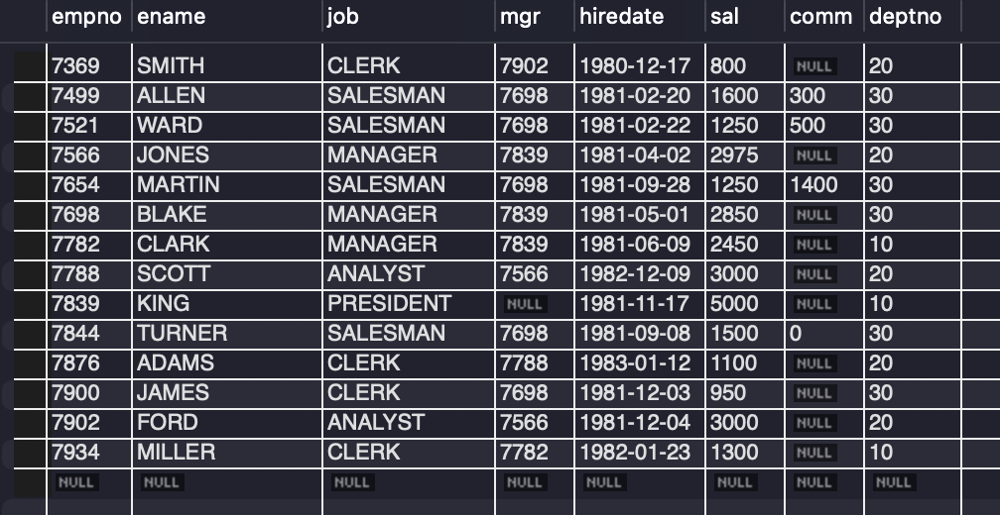 empno ename job mgr hiredate sal comm deptno
7369 SMITH CLERK 7902 1980-12-17 800 NULL 20
7499 ALLEN SALESMAN 7698 1981-02-20 1600 300 30
7521 WARD SALESMAN 7698 1981-02-22 1250 500 30
7566 JONES MANAGER 7839 1981-04-02 2975 NULL 20
7654 MARTIN SALESMAN 7698 1981-09-28 1250 1400 30
7698 BLAKE MANAGER 7839 1981-05-01 2850 NULL 30
7782 CLARK MANAGER 7839 1981-06-09 2450 NULL 10
7788 SCOTT ANALYST 7566 1982-12-09 3000 NULL 20
7839 KING PRESIDENT NULL 1981-11-17 5000 NULL 10
7844 TURNER SALESMAN 7698 1981-09-08 1500 0 30
7876 ADAMS CLERK 7788 1983-01-12 1100 NULL 20
7900 JAMES CLERK 7698 1981-12-03 950 NULL 30
7902 FORD ANALYST 7566 1981-12-04 3000 NULL 20
7934 MILLER CLERK 7782 1982-01-23 1300 NULL 10
NULL NULL NULL NULL NULL NULL NULL NULL